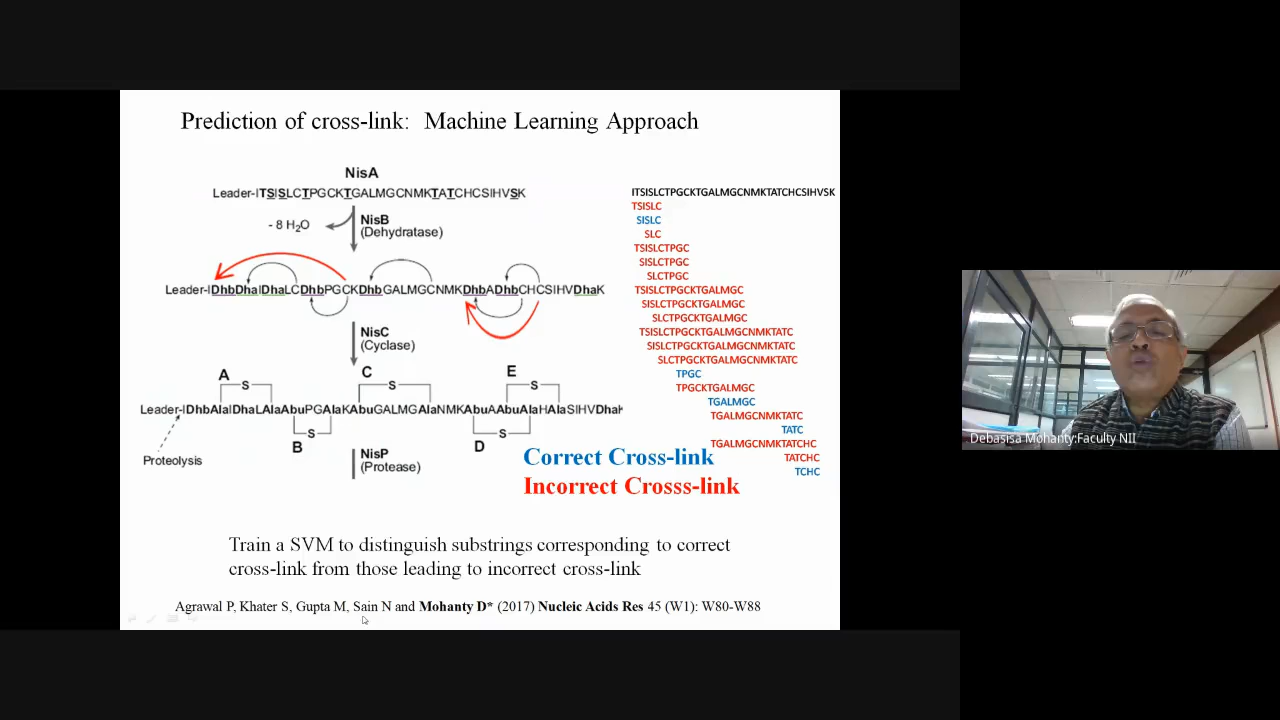 Prediction of cross-link: Machine Learning Approach
NisA
Leader-ITSISLCTPGCKTGALMGCNMKTATCHCSIHVSK
- 8 H2O
NisB
(Dehydratase)
Leader-IDhbDhaIDhaLCDhbPGCKDhbGALMGCNMKDhbADhbCHCSIHVDhaK
NisC
(Cyclase)
A
S
C
S
E
S
Leader-IDhbAlaIDhaLAlaAbuPGAlaKAbuGALMGAlaNMKAbuAAbuAlaHAlaSIHVDhaK
S
B
S
D
Proteolysis
NisP
(Protease)
ITSISLCTPGCKTGALMGCNMKTATCHCSIHVSK
TSISLC
SISLC
SLC
TSISLCTPGC
SISLCTPGC
SLCTPGC
TSISLCTPGCKTGALMGC
SISLCTPGCKTGALMGC
SLCTPGCKTGALMGC
TSISLCTPGCKTGALMGCNMKTATC
SISLCTPGCKTGALMGCNMKTATC
SLCTPGCKTGALMGCNMKTATC
TPGC
TPGCKTGALMGC
TGALMGC
TGALMGCNMKTATC
TATC
TGALMGCNMKTATCHC
TATCHC
TCHC
Correct Cross-link
Incorrect Crosss-link
Train a SVM to distinguish substrings corresponding to correct
cross-link from those leading to incorrect cross-link
Agrawal P, Khater S, Gupta M, Sain N and Mohanty D* (2017) Nucleic Acids Res 45 (W1): W80-W88
Debasisa Mohanty:Faculty NII